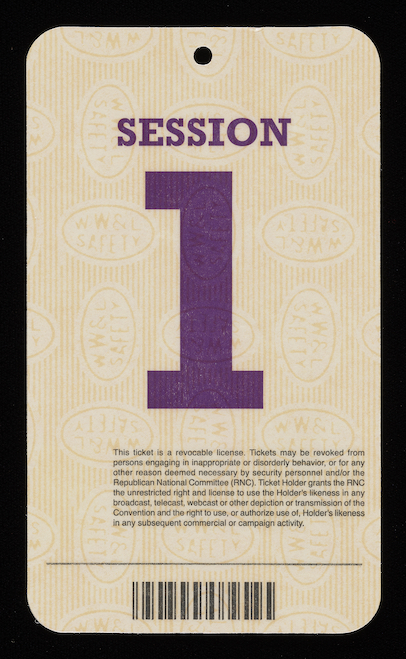 SESSION
1
This ticket is a revocable license. Tickets may be revoked from
persons engaging in inappropriate or disorderly behavior, or for any
other reason deemed necessary by security personnel and/or the
Republican National Committee (RNC). Ticket Holder grants the RNC
the unrestricted right and license to use the Holder's likeness in any
broadcast, telecast, webcast or other depiction or transmission of the
Convention and the right to use, or authorize use of, Holder's likeness
in any subsequent commercial or campaign activity.
WW&L
SAFETY